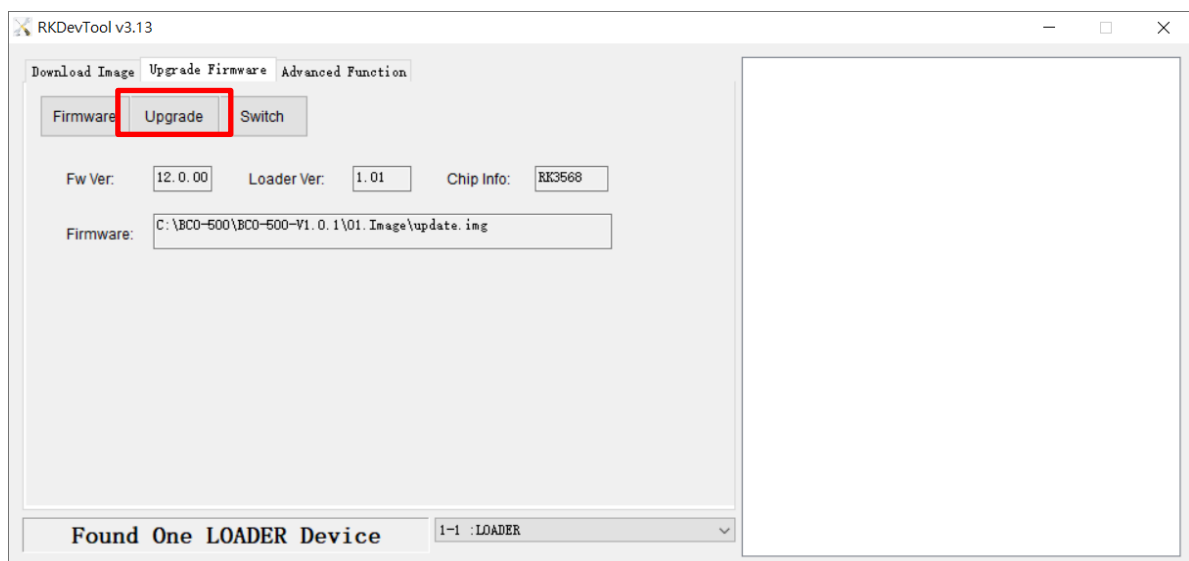 RKDevTool v3.13
Download Image Upgrade Firmware Advanced Function
Firmware Upgrade Switch
Fw Ver: 12.0.00 Loader Ver: 1.01 Chip Info: RK3568
Firmware: C:\BCO-500\BCO-500-V1.0.1\01.Image\update.img
Found One LOADER Device 1-1 :LOADER